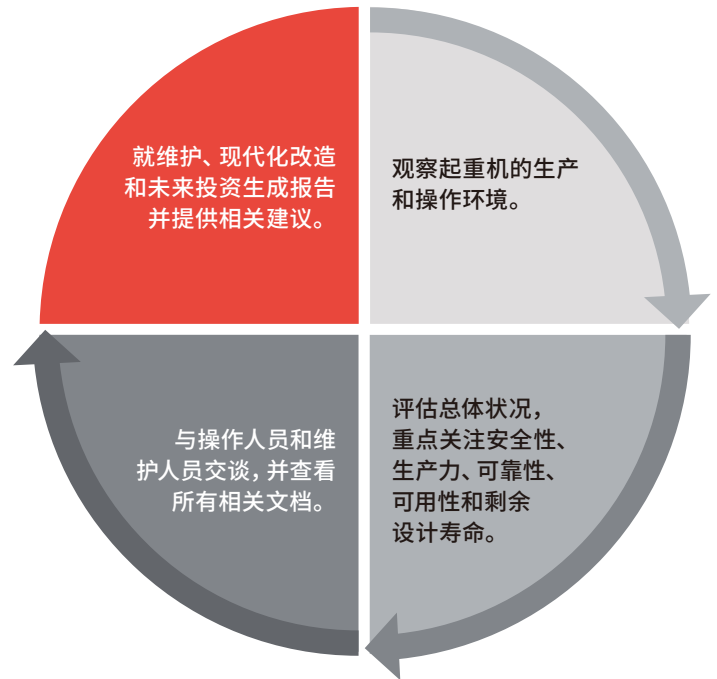 就维护、现代化改造
和未来投资生成报告
并提供相关建议。
观察起重机的生产
和操作环境。
评估总体状况，
重点关注安全性、
生产力、可靠性、
可用性和剩余
设计寿命。
与操作人员和维
护人员交谈，并查看
所有相关文档。